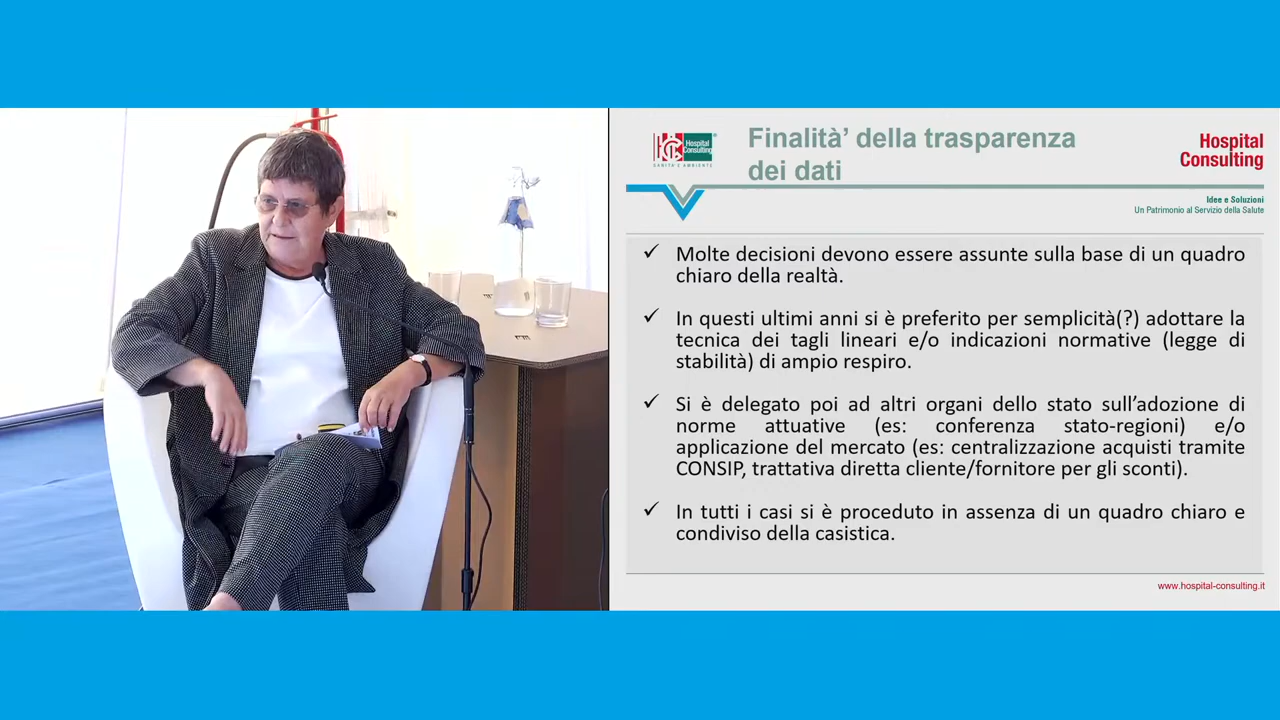 Hospital
Consulting
SANITA' E AMBIENTE
Finalità’ della trasparenza
dei dati
Hospital
Consulting
Idee e Soluzioni
Un Patrimonio al Servizio della Salute
✓ Molte decisioni devono essere assunte sulla base di un quadro
chiaro della realtà.
✓ In questi ultimi anni si è preferito per semplicità(?) adottare la
tecnica dei tagli lineari e/o indicazioni normative (legge di
stabilità) di ampio respiro.
✓ Si è delegato poi ad altri organi dello stato sull’adozione di
norme attuative (es: conferenza stato-regioni) e/o
applicazione del mercato (es: centralizzazione acquisti tramite
CONSIP, trattativa diretta cliente/fornitore per gli sconti).
✓ In tutti i casi si è proceduto in assenza di un quadro chiaro e
condiviso della casistica.
www.hospital-consulting.it